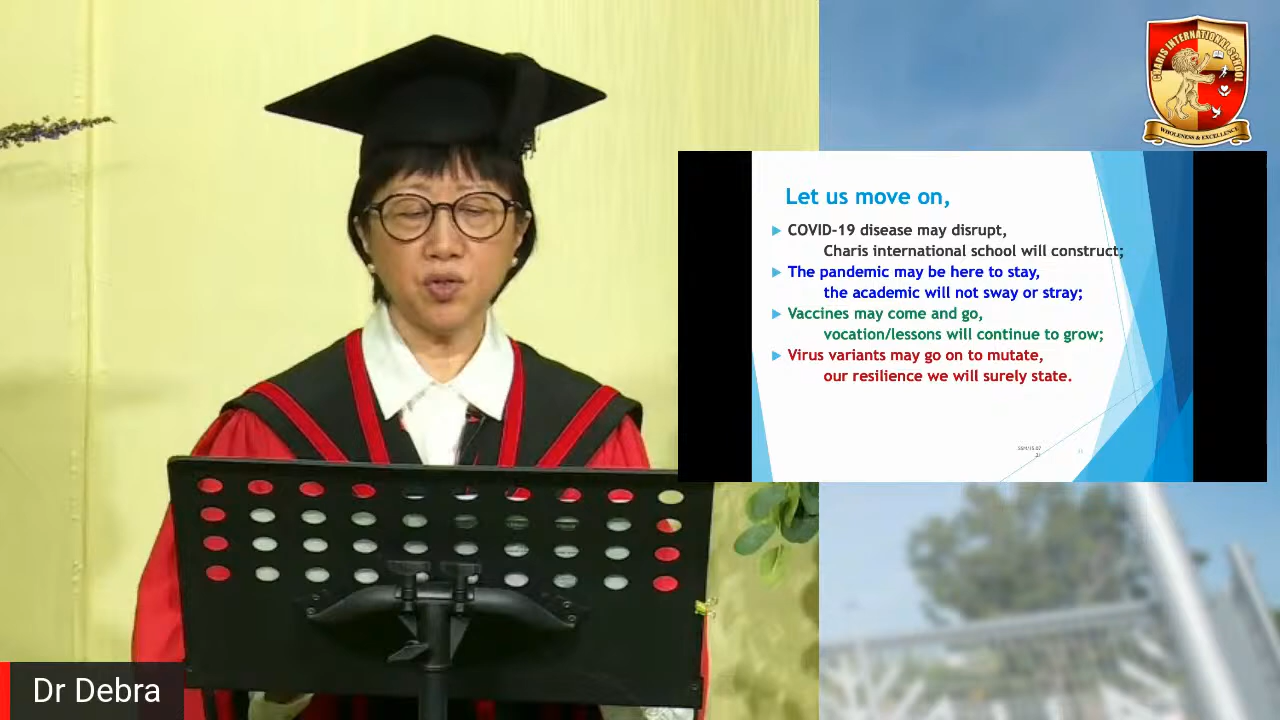 CHARIS INTERNATIONAL SCHOOL
WHOLENESS & EXCELLENCE
Let us move on,
COVID-19 disease may disrupt,
Charis international school will construct;
The pandemic may be here to stay,
the academic will not sway or stray;
Vaccines may come and go,
vocation/lessons will continue to grow;
Virus variants may go on to mutate,
our resilience we will surely state.
Dr Debra